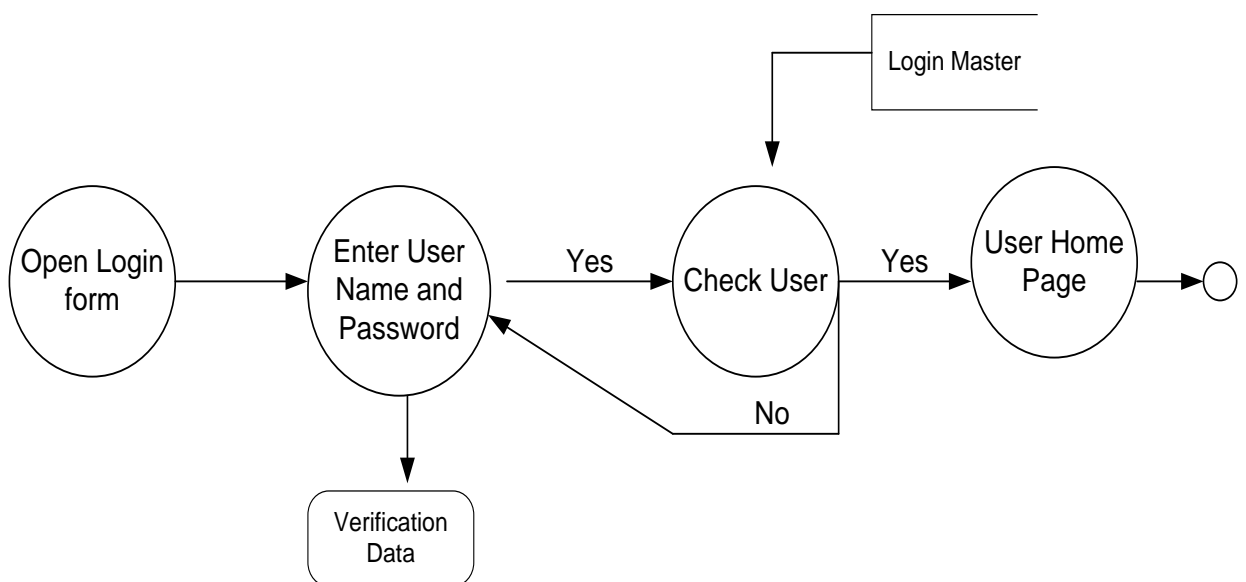 Login Master
Open Login
form
Enter User
Name and
Password
Yes
Check User
Yes
User Home
Page
No
Verification
Data